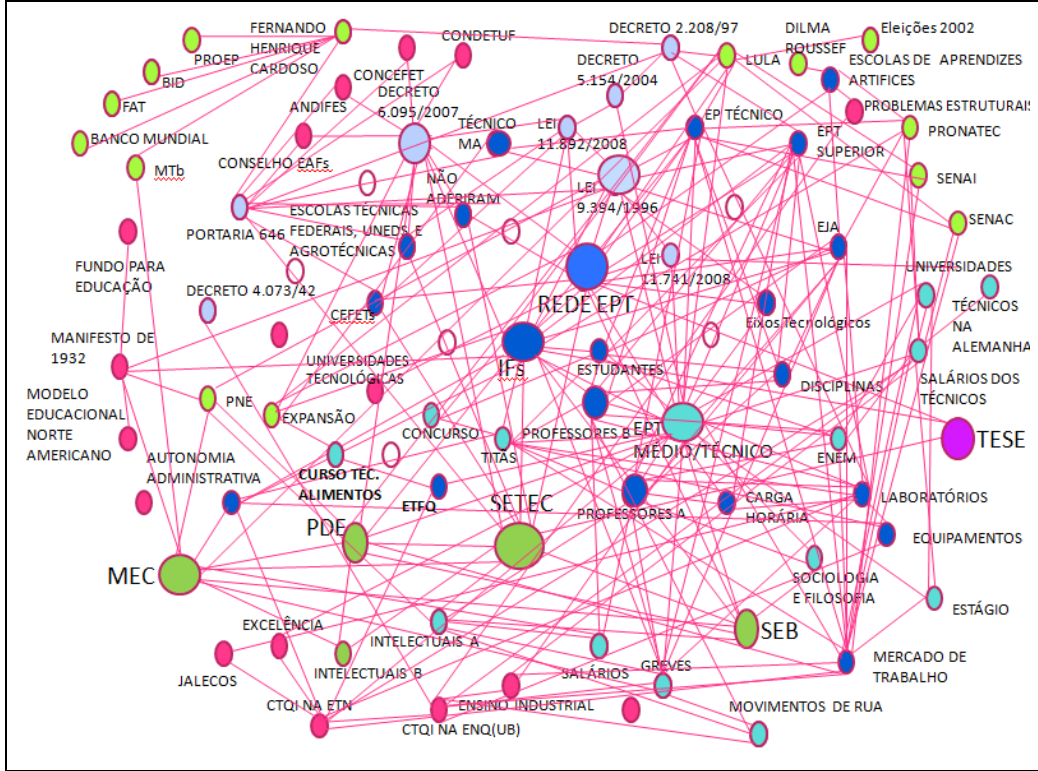 FERNANDO
HENRIQUE
CARDOSO
PROEP
BID
FAT
BANCO MUNDIAL
MTb
CONDETUF
CONCEFET
ANDIFES
DECRETO
6.095/2007
CONSELHO EAFs
TÉCNICO
MA
LEI
11.892/2008
DECRETO 2.208/97
DECRETO
5.154/2004
LULA
DILMA
ROUSSEF
Eleições 2002
ESCOLAS DE APRENDIZES
ARTIFICES
PROBLEMAS ESTRUTURAIS
PRONATEC
EP TÉCNICO
EPT
SUPERIOR
SENAI
SENAC
NÃO
ADERIRAM
LEI
9.394/1996
PORTARIA 646
ESCOLAS TÉCNICAS
FEDERAIS, UNEDS E
AGROTÉCNICAS
FUNDO PARA
EDUCAÇÃO
DECRETO 4.073/42
CEFETs
REDE EPT
LEI
11.741/2008
EJA
UNIVERSIDADES
TÉCNICOS
NA
ALEMANHA
Eixos Tecnológicos
MANIFESTO DE
1932
IFs
ESTUDANTES
UNIVERSIDADES
TECNOLÓGICAS
DISCIPLINAS
SALÁRIOS DOS
TÉCNICOS
MODELO
EDUCACIONAL
NORTE
AMERICANO
PNE
EXPANSÃO
CONCURSO
TITAS
PROFESSORES B
EPT
MÉDIO/TÉCNICO
ENEM
TESE
AUTONOMIA
ADMINISTRATIVA
CURSO TÉC.
ALIMENTOS
ETFQ
SETEC
PROFESSORES A
CARGA
HORÁRIA
LABORATÓRIOS
EQUIPAMENTOS
PDE
MEC
SOCIOLOGIA
E FILOSOFIA
ESTÁGIO
EXCELÊNCIA
INTELECTUAIS A
SEB
JALECOS
INTELECTUAIS B
SALÁRIOS
GREVES
MERCADO DE
TRABALHO
CTQI NA ETN
ENSINO INDUSTRIAL
CTQI NA ENQ(UB)
MOVIMENTOS DE RUA